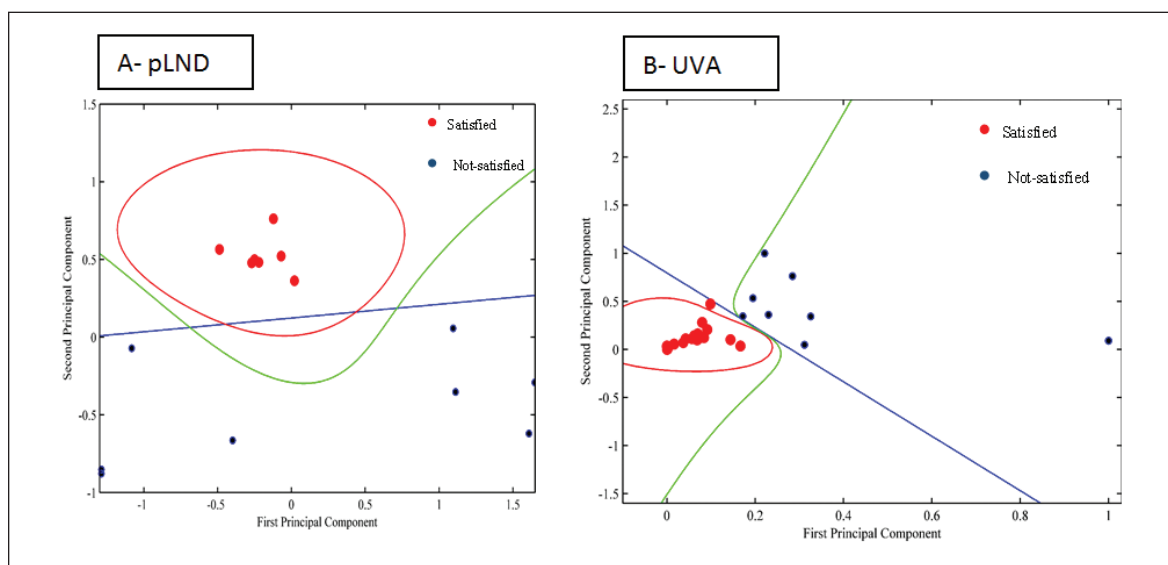 A- pLND
1.5
1
0.5
0
-0.5
-1
Second Principal Component
Satisfied
Not-satisfied
-1
-0.5
0
0.5
1
1.5
First Principal Component
B- UVA
2.5
2
1.5
1
0.5
0
-0.5
-1
-1.5
Second Principal Component
Satisfied
Not-satisfied
0
0.2
0.4
0.6
0.8
1
First Principal Component